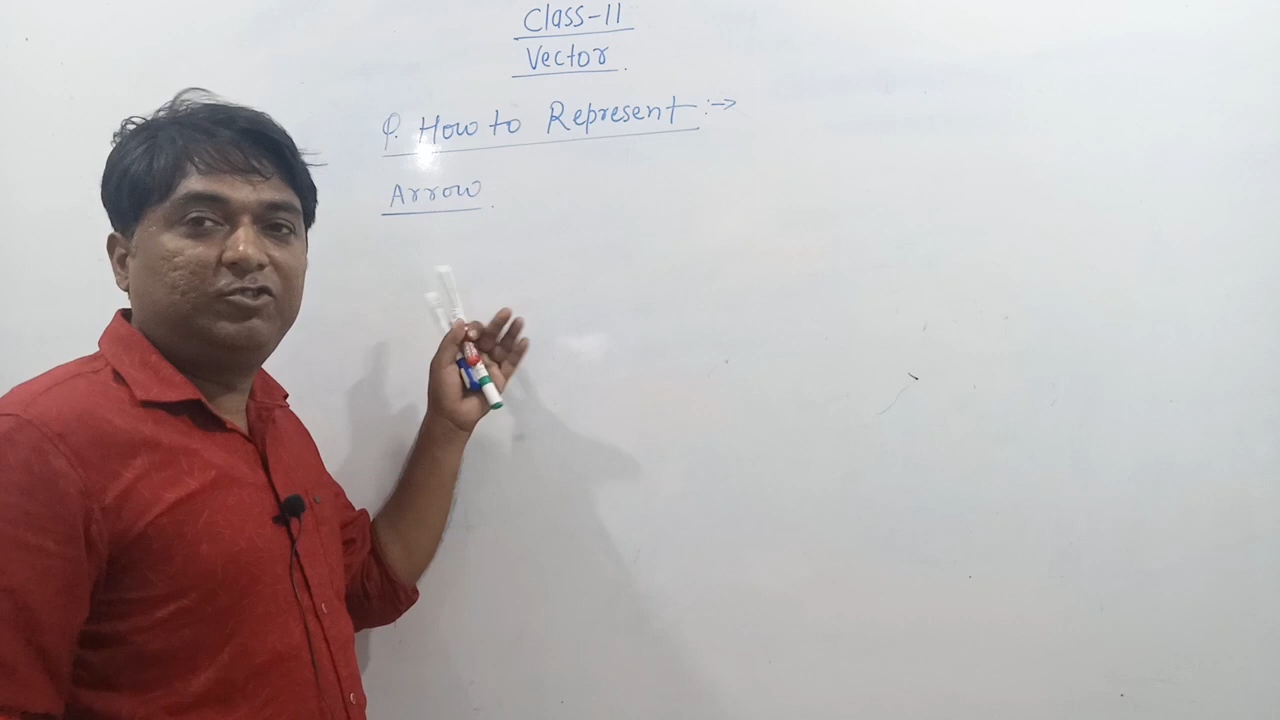 Class-11
Vector.
Q. How to Represent :->
Arrow.